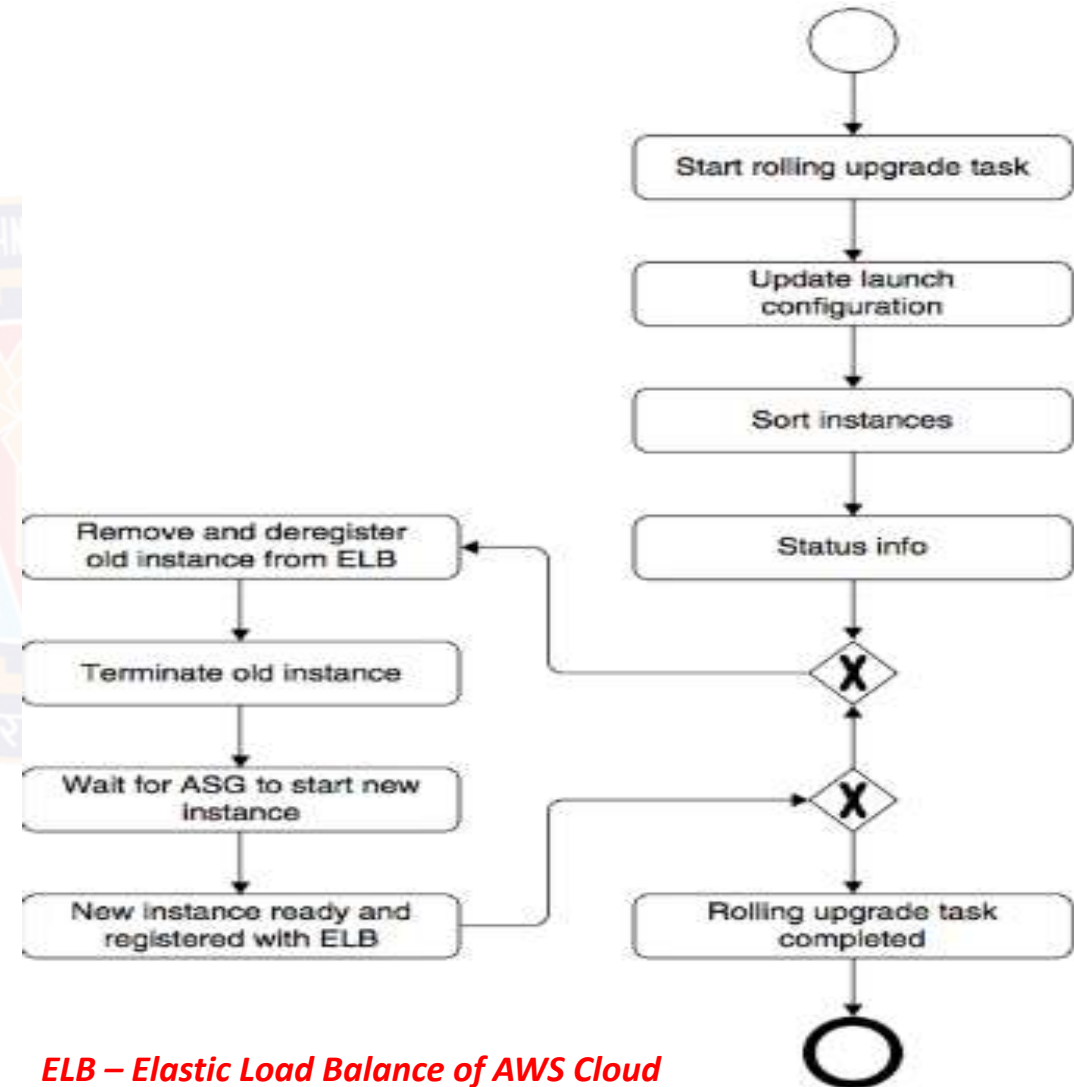 Start rolling upgrade task
Update launch
configuration
Sort instances
Status info
X
Remove and deregister
old instance from ELB
Terminate old instance
Wait for ASG to start new
instance
New instance ready and
registered with ELB
X
Rolling upgrade task
completed
ELB – Elastic Load Balance of AWS Cloud